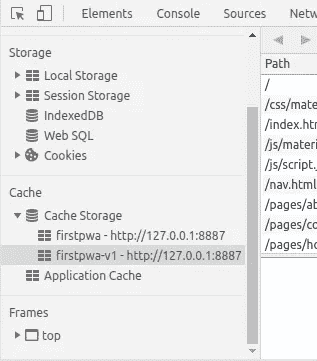 Elements Console Sources Netw
Storage
Local Storage
Session Storage
IndexedDB
Web SQL
Cookies
Cache
Cache Storage
firstpwa - http://127.0.0.1:8887
firstpwa-v1 - http://127.0.0.1:8887
Application Cache
Frames
top
Path
/
/css/mate
/index.htm
/js/materi
/js/script.j
/nav.html
/pages/ab
/pages/co
/pages/ho